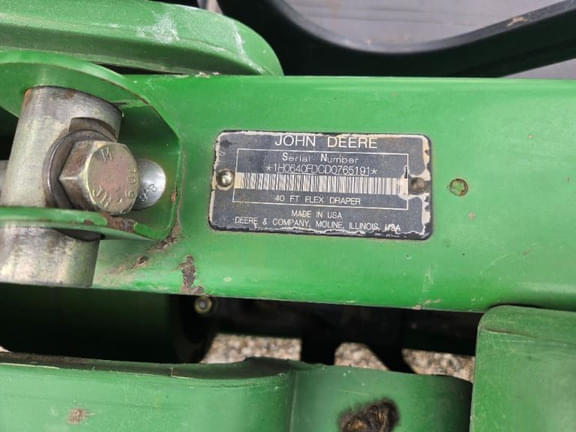 JOHN DEERE
Serial Number
*1H0640FDCD0765191*
40 FT FLEX DRAPER
MADE IN USA
DEERE & COMPANY, MOLINE, ILLINOIS, USA